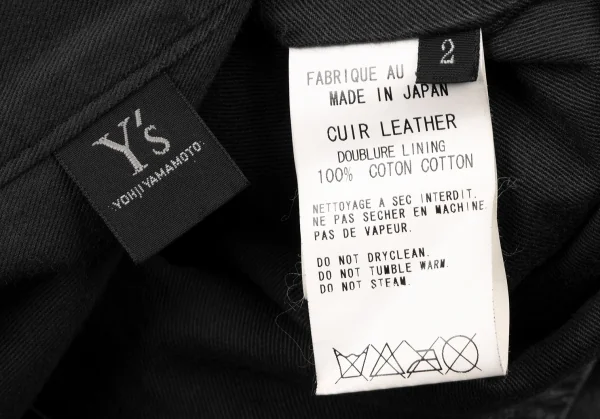 Y's
YOHJI YAMAMOTO
2
FABRIQUE AU
MADE IN JAPAN
CUIR LEATHER
DOUBLURE LINING
100% COTON COTTON
NETTOYAGE A SEC INTERDIT.
NE PAS SECHER EN MACHINE.
PAS DE VAPEUR.
DO NOT DRYCLEAN.
DO NOT TUMBLE WARM.
DO NOT STEAM.